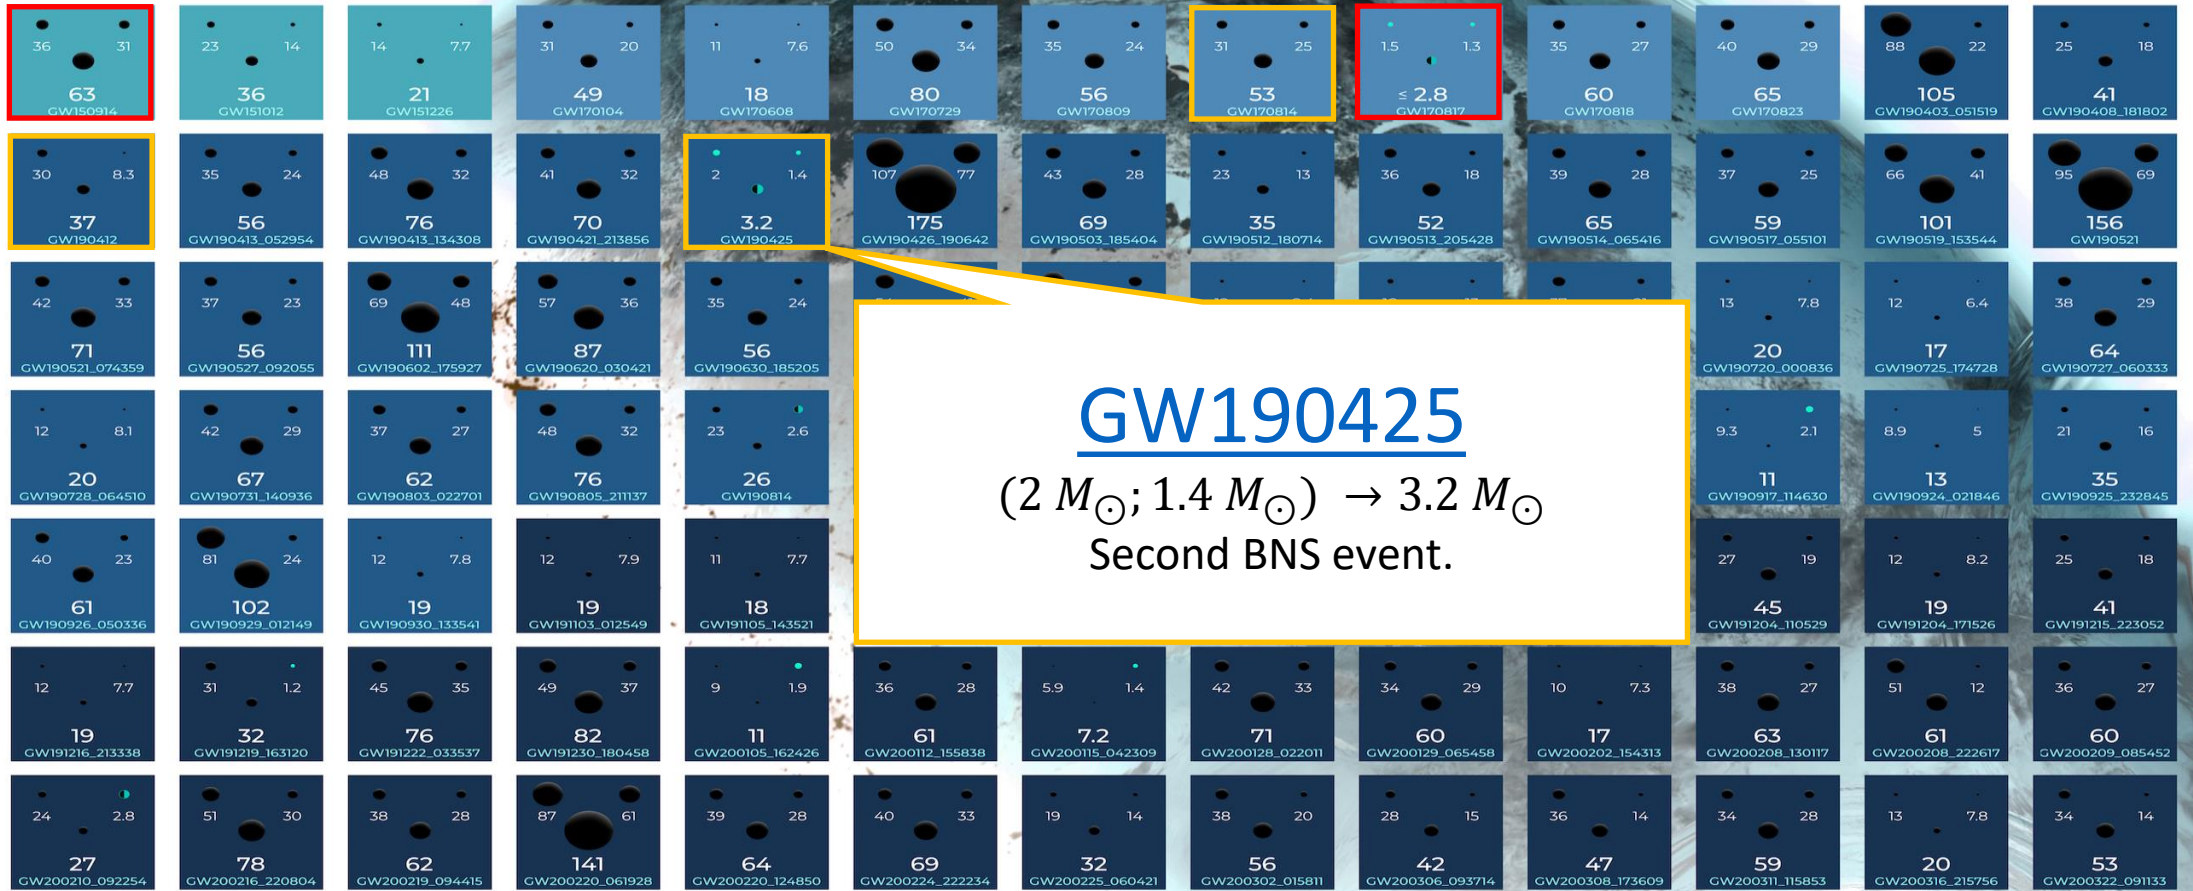 36 31
63
GW150914
23 14
36
GW151012
14 7.7
21
GW151226
31 20
49
GW170104
11 7.6
18
GW170608
50 34
80
GW170729
35 24
56
GW170809
31 25
53
GW170814
1.5 1.3
≤ 2.8
GW170817
35 27
60
GW170818
40 29
65
GW170823
88 22
105
GW190403_051519
25 18
41
GW190408_181802
30 8.3
37
GW190412
35 24
56
GW190413_052954
48 32
76
GW190413_134308
41 32
70
GW190421_213856
2 1.4
3.2
GW190425
107 77
175
GW190426_190642
43 28
69
GW190503_185404
23 13
35
GW190512_180714
36 18
52
GW190513_205428
39 28
65
GW190514_065416
37 25
59
GW190517_055101
66 41
101
GW190519_153544
95 69
156
GW190521
42 33
71
GW190521_074359
37 23
56
GW190527_092055
69 48
111
GW190602_175927
57 36
87
GW190620_030421
35 24
56
GW190630_185205
13 7.8
20
GW190720_000836
12 6.4
17
GW190725_174728
38 29
64
GW190727_060333
GW190425
(2 M⊙; 1.4 M⊙) → 3.2 M⊙
Second BNS event.
12 8.1
20
GW190728_064510
42 29
67
GW190731_140936
37 27
62
GW190803_022701
48 32
76
GW190805_211137
23 2.6
26
GW190814
9.3 2.1
11
GW190917_114630
8.9 5
13
GW190924_021846
21 16
35
GW190925_232845
40 23
61
GW190926_050336
81 24
102
GW190929_012149
12 7.8
19
GW190930_133541
12 7.9
19
GW191103_012549
11 7.7
18
GW191105_143521
27 19
45
GW191204_110529
12 8.2
19
GW191204_171526
25 18
41
GW191215_223052
12 7.7
19
GW191216_213338
31 1.2
32
GW191219_163120
45 35
76
GW191222_033537
49 37
82
GW191230_180458
9 1.9
11
GW200105_162426
36 28
61
GW200112_155838
5.9 1.4
7.2
GW200115_042309
42 33
71
GW200128_022011
34 29
60
GW200129_065458
10 7.3
17
GW200202_154313
38 27
63
GW200208_130117
51 12
61
GW200208_222617
36 27
60
GW200209_085452
24 2.8
27
GW200210_092254
51 30
78
GW200216_220804
38 28
62
GW200219_094415
87 61
141
GW200220_061928
39 28
64
GW200220_124850
40 33
69
GW200224_222234
19 14
32
GW200225_060421
38 20
56
GW200302_015811
28 15
42
GW200306_093714
36 14
47
GW200308_173609
34 28
59
GW200311_115853
13 7.8
20
GW200316_215756
34 14
53
GW200322_091133